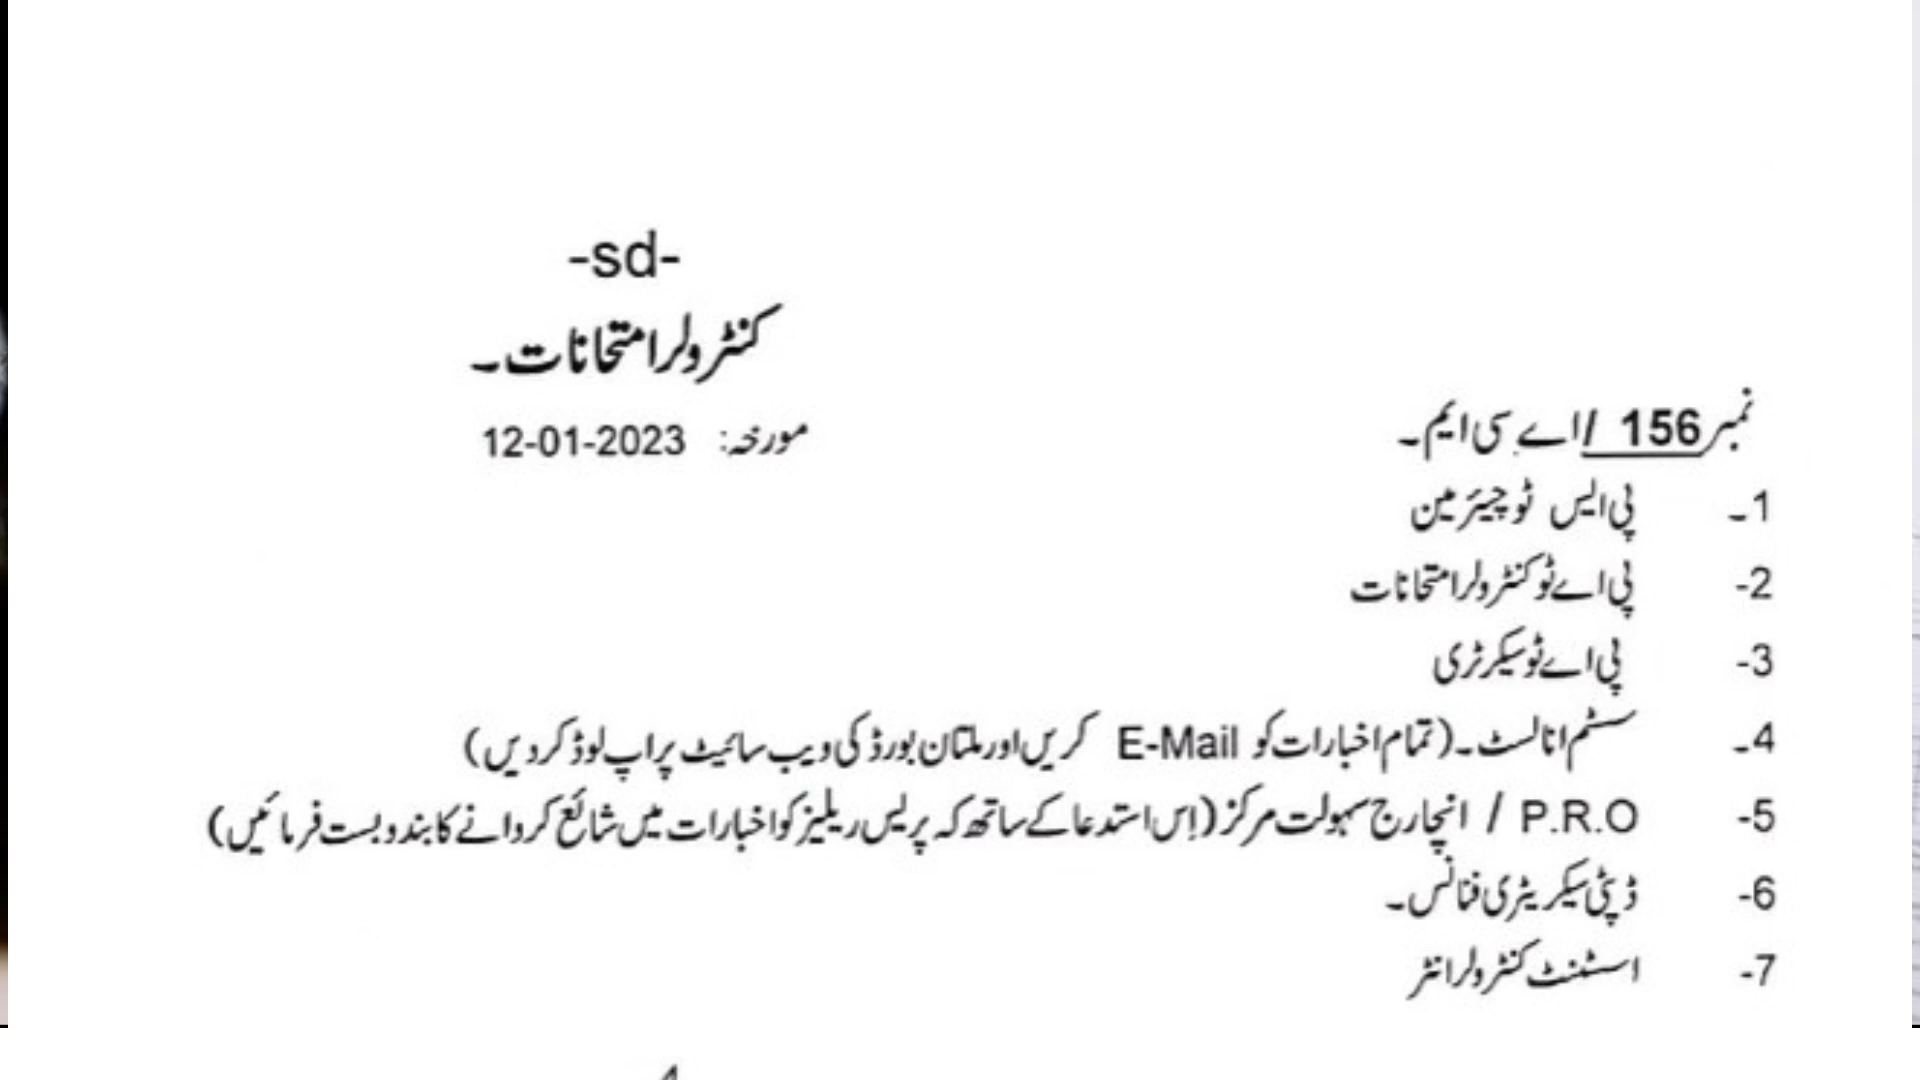 -sd-
کنٹرولر امتحانات۔
نمبر 156 / اے سی ایم۔ مورخہ: 12-01-2023
1۔ پی ایس ٹو چیئرمین
2- پی اے ٹو کنٹرولر امتحانات
3- پی اے ٹو سیکرٹری
4۔ سسٹم انالسٹ۔ (تمام اخبارات کو E-Mail کریں اور ملتان بورڈ کی ویب سائیٹ پر اپ لوڈ کر دیں)
5- P.R.O / انچارج سہولت مرکز (اِس استدعا کے ساتھ کہ پریس ریلیز کو اخبارات میں شائع کروانے کا بندوبست فرمائیں)
6- ڈپٹی سیکریٹری فنانس۔
7- اسسٹنٹ کنٹرولر انٹر